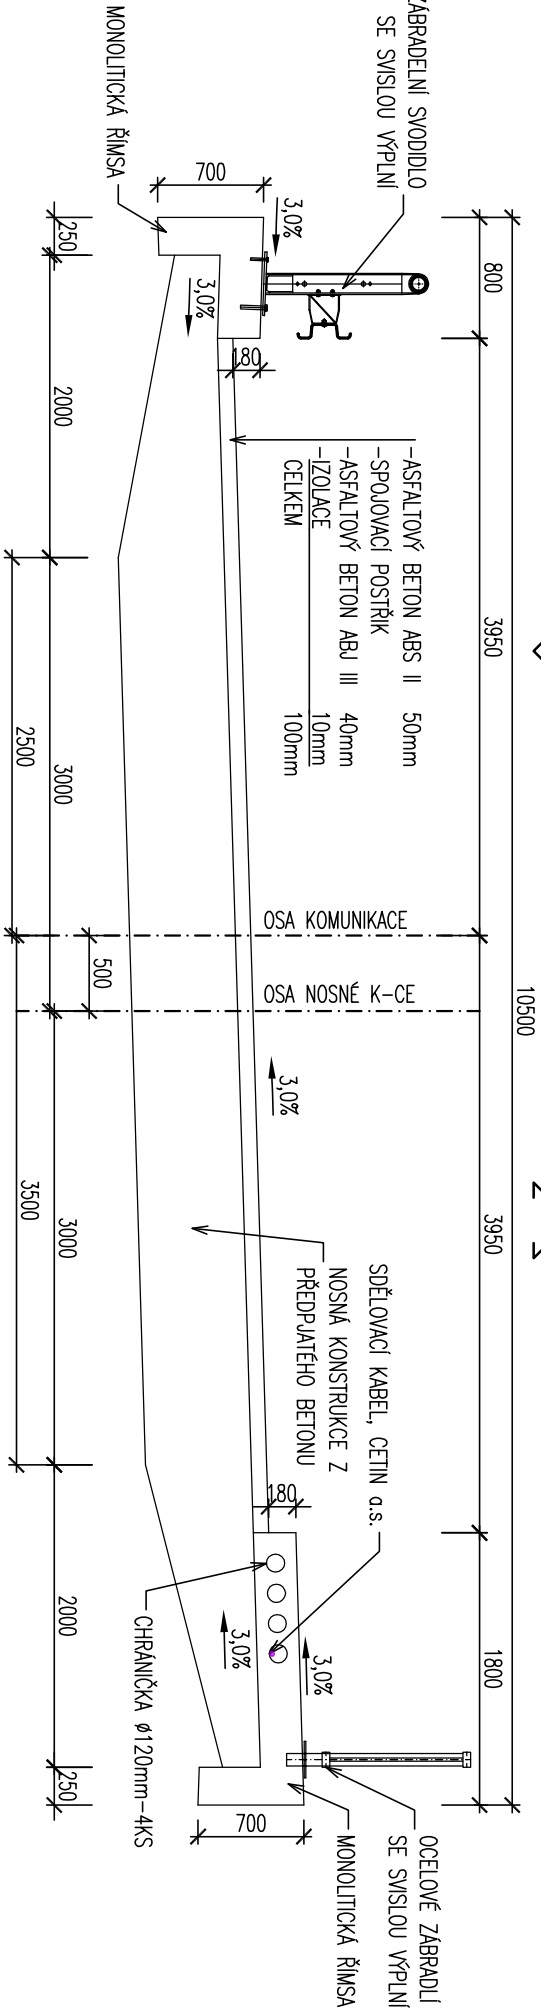 10500
800
3950
3950
1800
ZÁBRADELNÍ SVODIDLO
SE SVISLOU VÝPLNÍ
-ASFALTOVÝ BETON ABS II 50mm
-SPOJOVACÍ POSTŘIK
-ASFALTOVÝ BETON ABJ III 40mm
-IZOLACE 10mm
CELKEM 100mm
OSA KOMUNIKACE
OSA NOSNÉ K-CE
SDĚLOVACÍ KABEL, CETIN a.s.
NOSNÁ KONSTRUKCE Z
PŘEDPJATÉHO BETONU
OCELOVÉ ZÁBRADLÍ
SE SVISLOU VÝPLNÍ
MONOLITICKÁ ŘÍMSA
3,0%
700
3,0%
180
3,0%
180
3,0%
3,0%
700
MONOLITICKÁ ŘÍMSA
CHRÁNIČKA ø120mm-4KS
500
250
2000
3000
3000
2000
250
2500
3500